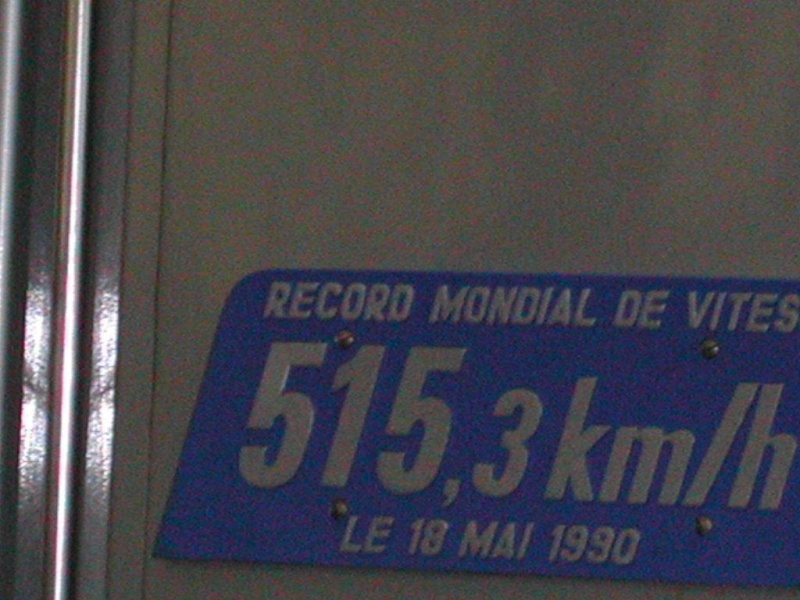 RECORD MONDIAL DE VITES
515,3 km/h
LE 18 MAI 1990